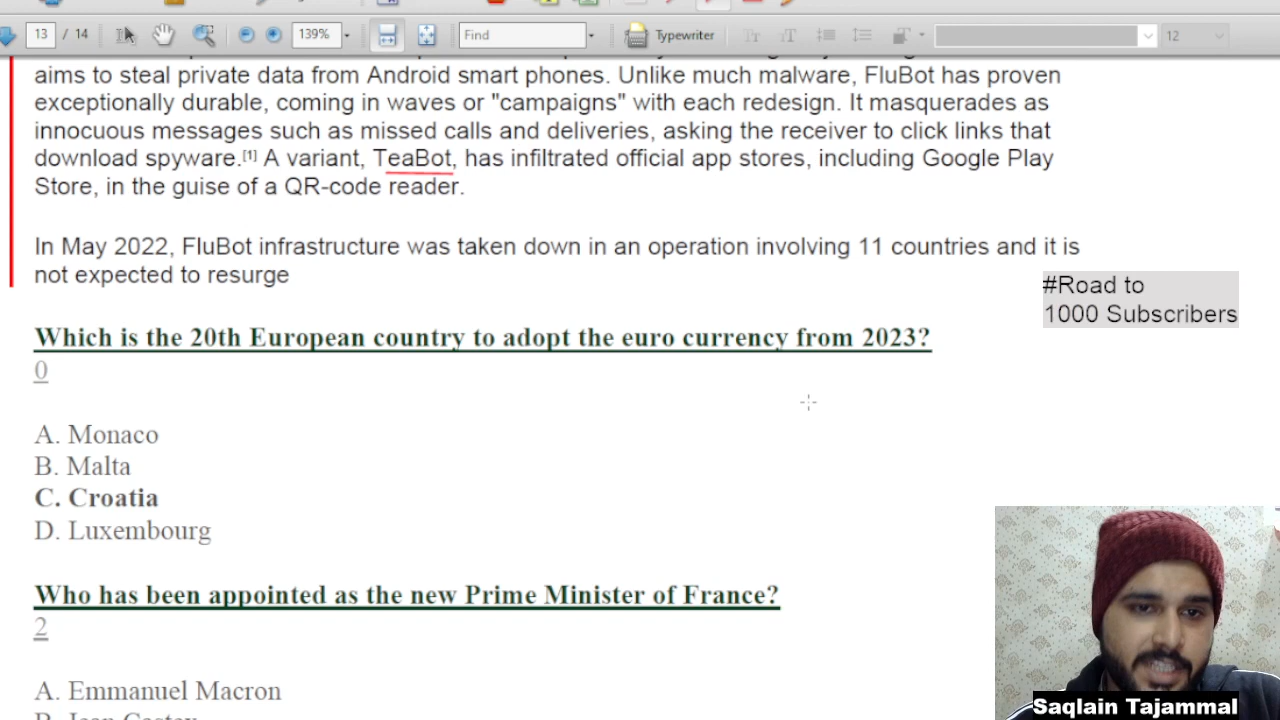 13 / 14
139%
Find
Typewriter
12
aims to steal private data from Android smart phones. Unlike much malware, FluBot has proven
exceptionally durable, coming in waves or "campaigns" with each redesign. It masquerades as
innocuous messages such as missed calls and deliveries, asking the receiver to click links that
download spyware.[1] A variant, TeaBot, has infiltrated official app stores, including Google Play
Store, in the guise of a QR-code reader.
In May 2022, FluBot infrastructure was taken down in an operation involving 11 countries and it is
not expected to resurge
#Road to
1000 Subscribers
Which is the 20th European country to adopt the euro currency from 2023?
0
A. Monaco
B. Malta
C. Croatia
D. Luxembourg
Who has been appointed as the new Prime Minister of France?
2
A. Emmanuel Macron
Saqlain Tajammal